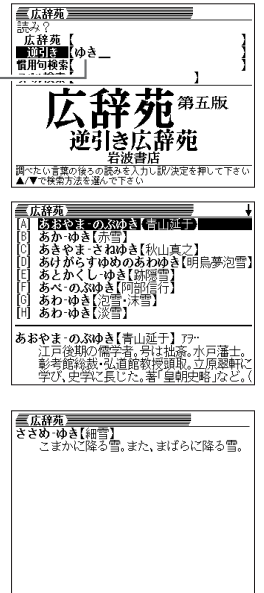 広辞苑
読み？
広辞苑【 】
逆引き【ゆき 】
慣用句検索【 】
】
広辞苑 第五版
逆引き広辞苑
岩波書店
調べたい言葉の後ろの読みを入力し訳/決定を押して下さい
▲/▼で検索方法を選んで下さい
広辞苑 ↓
[A] あおやま‐のぶゆき【青山延于】
[B] あか‐ゆき【赤雪】
[C] あきやま‐さねゆき【秋山真之】
[D] あけがらすゆめのあわゆき【明烏夢泡雪】
[E] あとかくし‐ゆき【跡隠雪】
[F] あべ‐のぶゆき【阿部信行】
[G] あわ‐ゆき【泡雪・沫雪】
[H] あわ‐ゆき【淡雪】
あおやま‐のぶゆき【青山延于】アヲ‥
江戸後期の儒学者。号は拙斎。水戸藩士。
彰考館総裁・弘道館教授頭取。立原翠軒に
学び、史学に長じた。著「皇朝史略」など。(
広辞苑
ささめ‐ゆき【細雪】
こまかに降る雪。また、まばらに降る雪。